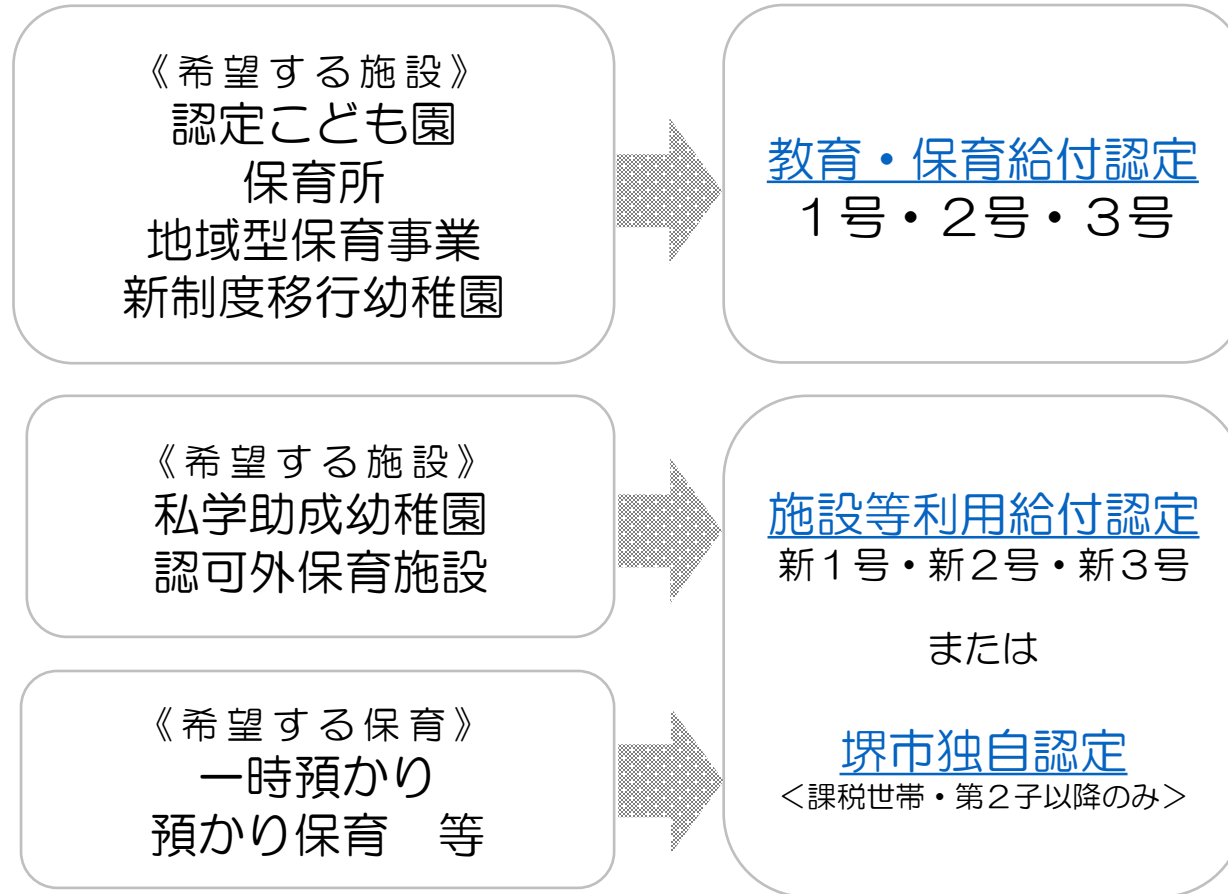 《希望する施設》
認定こども園
保育所
地域型保育事業
新制度移行幼稚園
教育・保育給付認定
１号・２号・３号
《希望する施設》
私学助成幼稚園
認可外保育施設
《希望する保育》
一時預かり
預かり保育　等
施設等利用給付認定
新１号・新２号・新３号
または
堺市独自認定
＜課税世帯・第２子以降のみ＞